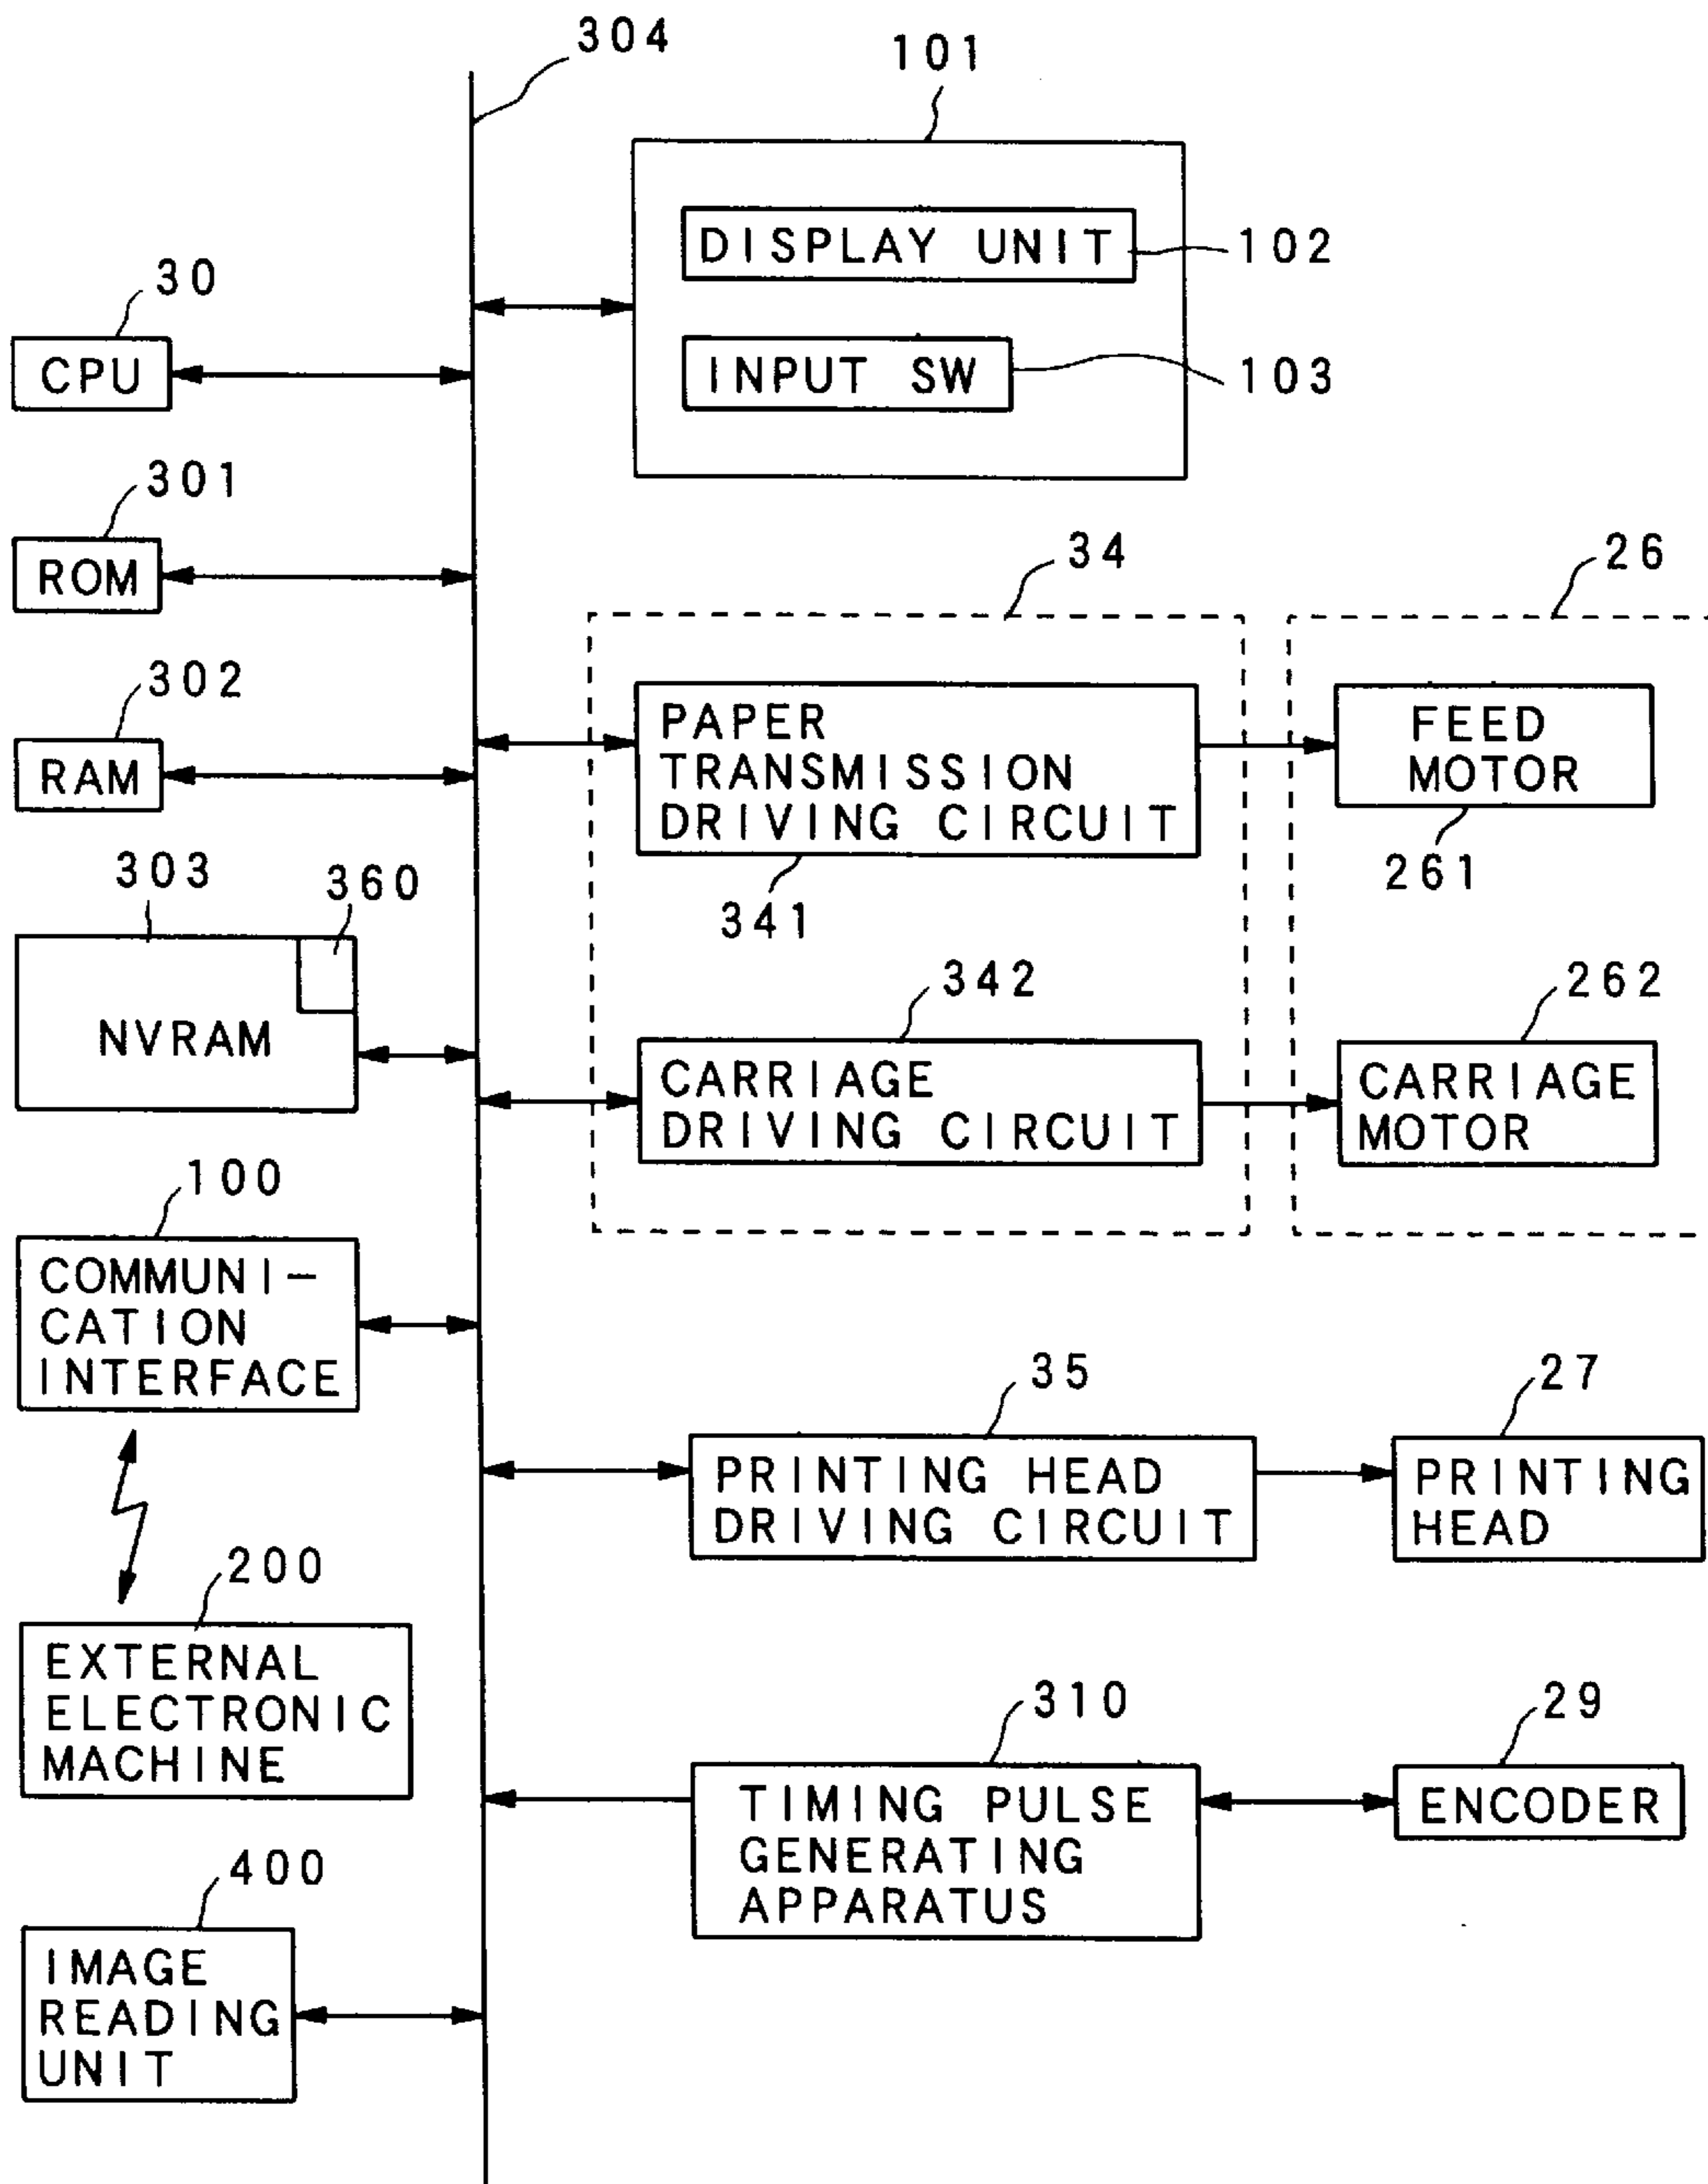 304
101
DISPLAY UNIT
102
30
CPU
INPUT SW
103
301
ROM
34
26
302
RAM
PAPER
TRANSMISSION
DRIVING CIRCUIT
341
FEED
MOTOR
261
303
360
NVRAM
342
CARRIAGE
DRIVING CIRCUIT
262
CARRIAGE
MOTOR
100
COMMUNI-
CATION
INTERFACE
35
PRINTING HEAD
DRIVING CIRCUIT
27
PRINTING
HEAD
200
EXTERNAL
ELECTRONIC
MACHINE
310
TIMING PULSE
GENERATING
APPARATUS
29
ENCODER
400
IMAGE
READING
UNIT